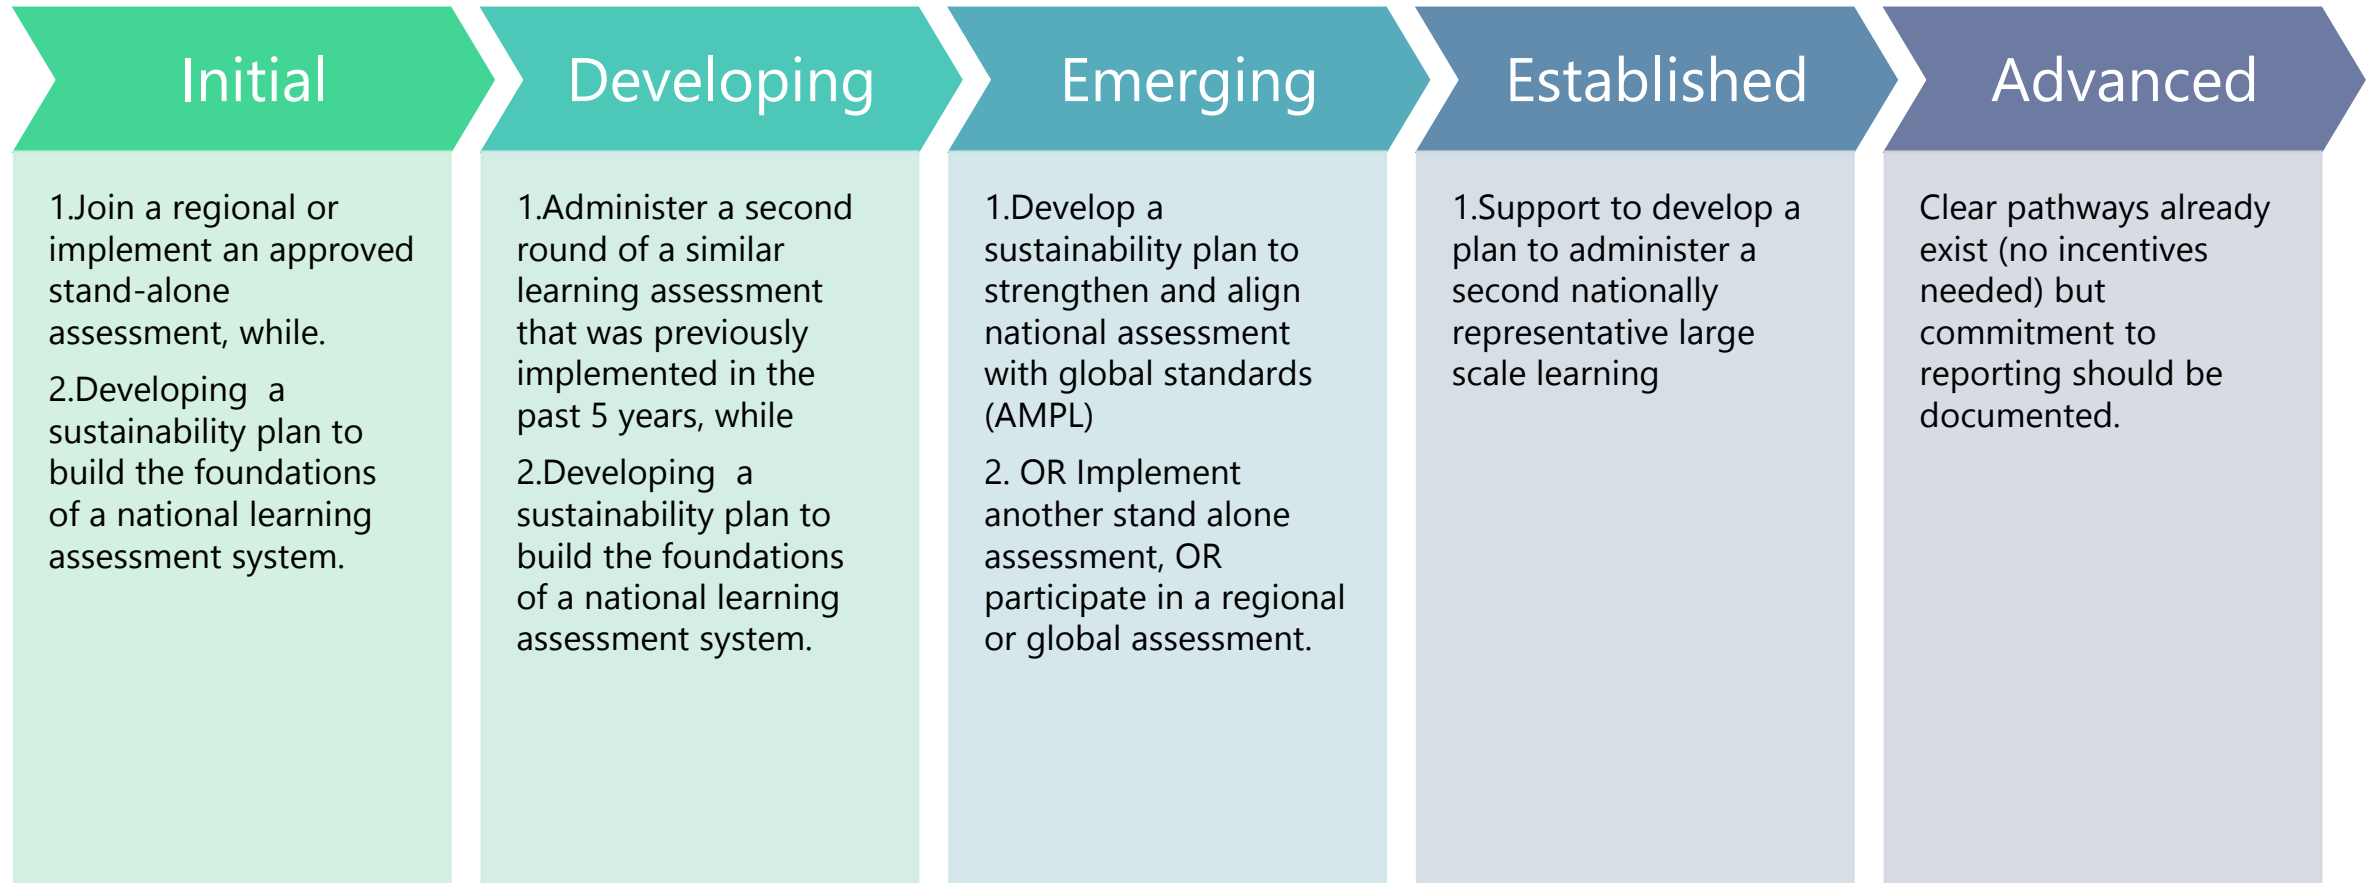 Initial
1.Join a regional or
implement an approved
stand-alone
assessment, while.
2.Developing  a
sustainability plan to
build the foundations
of a national learning
assessment system.
Developing
1.Administer a second
round of a similar
learning assessment
that was previously
implemented in the
past 5 years, while
2.Developing  a
sustainability plan to
build the foundations
of a national learning
assessment system.
Emerging
1.Develop a
sustainability plan to
strengthen and align
national assessment
with global standards
(AMPL)
2. OR Implement
another stand alone
assessment, OR
participate in a regional
or global assessment.
Established
1.Support to develop a
plan to administer a
second nationally
representative large
scale learning
Advanced
Clear pathways already
exist (no incentives
needed) but
commitment to
reporting should be
documented.